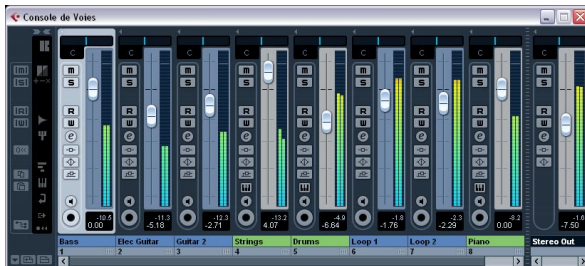 Console de Voies
C C C C C C C C C
m m m m m m m m
S S S S S S S S
R R R R R R R R
W W W W W W W W
e e e e e e e e e
-10.5 -11.3 -12.3 -13.2 -4.9 -1.8 -2.3 -8.2 -1.6
0.00 -5.18 -2.71 4.07 -6.64 -1.76 -2.29 0.00 -7.50
Bass Elec Guitar Guitar 2 Strings Drums Loop 1 Loop 2 Piano Stereo Out
1 2 3 4 5 6 7 8